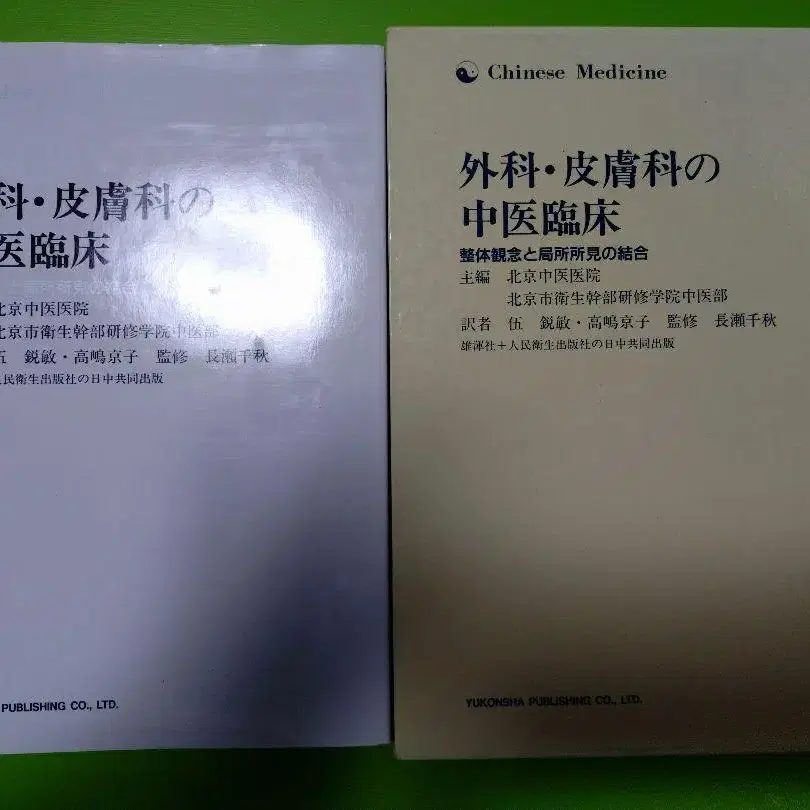 科・皮膚科の
医臨床
所見の
北京中医医院
北京市衛生幹部研修学院中医部
伍 鋭敏・高嶋京子 監修 長瀬千秋
人民衛生出版社の日中共同出版
PUBLISHING CO., LTD.
Chinese Medicine
外科・皮膚科の
中医臨床
整体観念と局所所見の結合
主編 北京中医医院
北京市衛生幹部研修学院中医部
訳者 伍 鋭敏・高嶋京子 監修 長瀬千秋
雄渾社+人民衛生出版社の日中共同出版
YUKONSHA PUBLISHING CO., LTD.